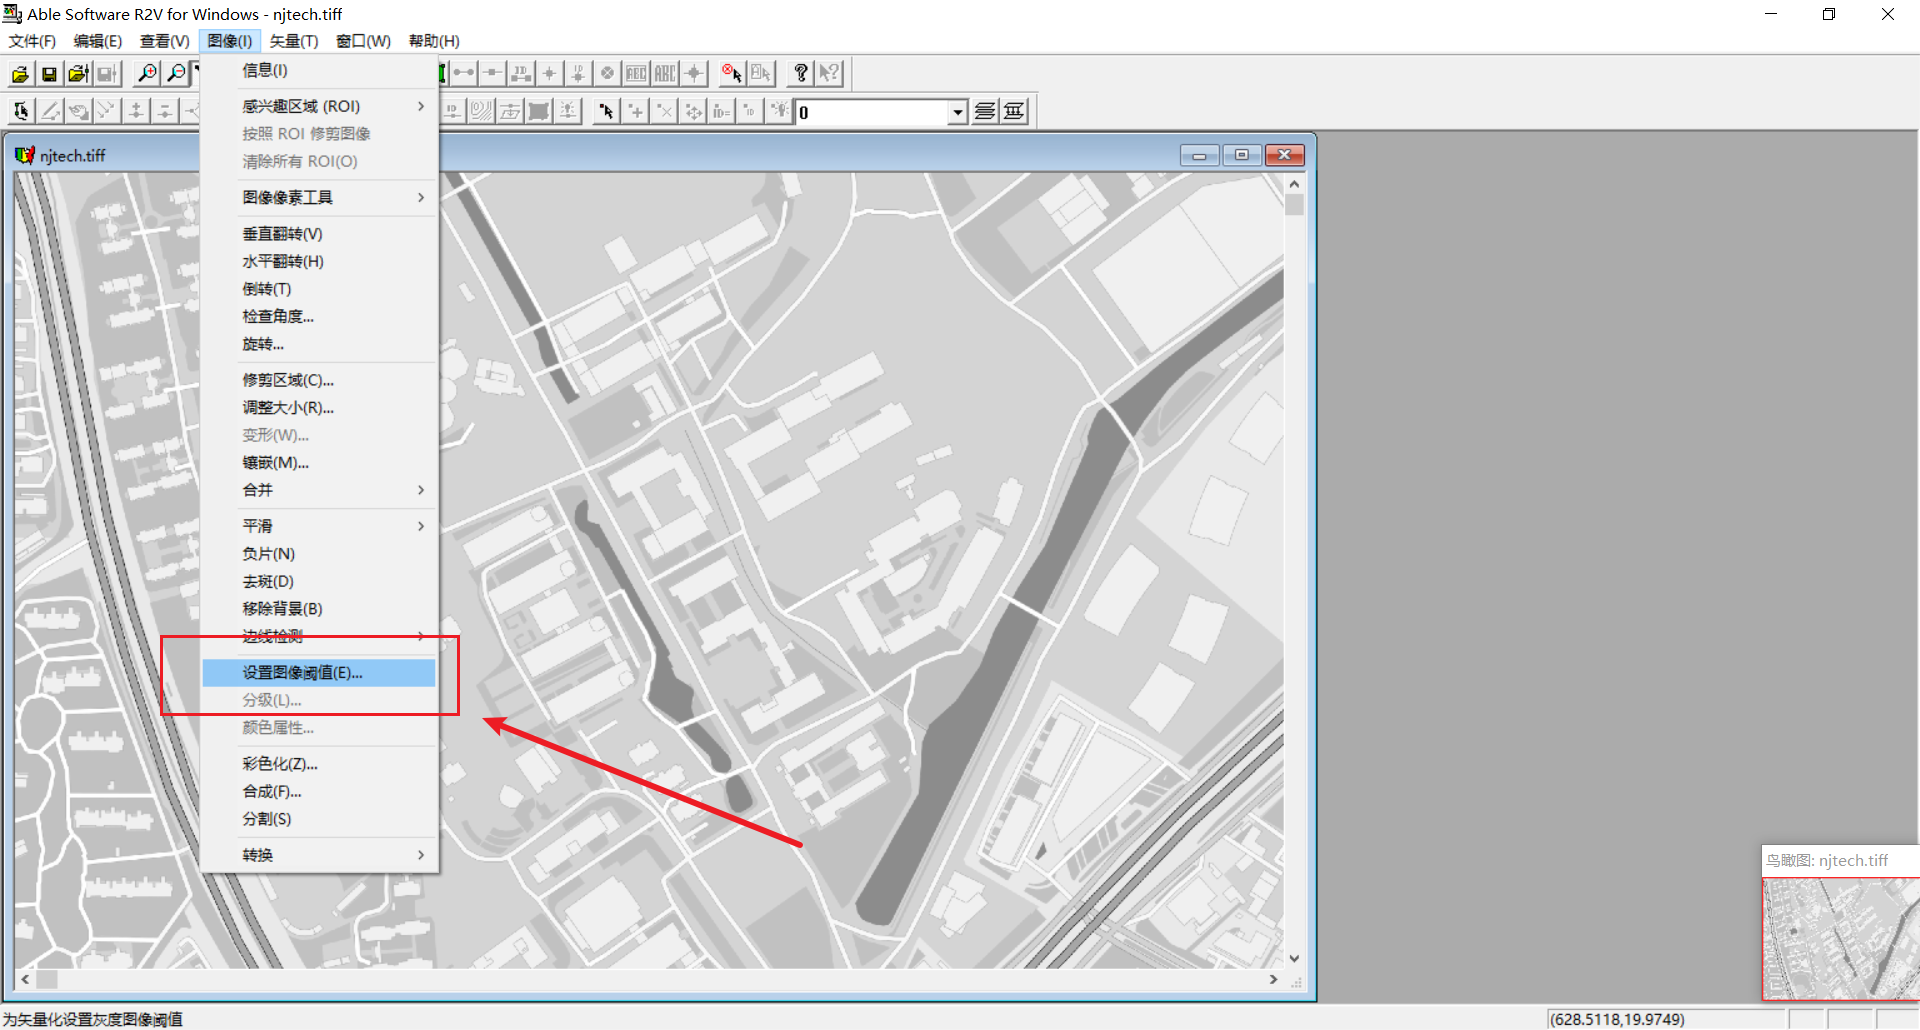 Able Software R2V for Windows - njtech.tiff
文件(F) 编辑(E) 查看(V) 图像(I) 矢量(T) 窗口(W) 帮助(H)
0
njtech.tiff
信息(I)
感兴趣区域 (ROI)
按照 ROI 修剪图像
清除所有 ROI(O)
图像像素工具
垂直翻转(V)
水平翻转(H)
倒转(T)
检查角度...
旋转...
修剪区域(C)...
调整大小(R)...
变形(W)...
镶嵌(M)...
合并
平滑
负片(N)
去斑(D)
移除背景(B)
边线检测
设置图像阈值(E)...
分级(L)...
颜色属性...
彩色化(Z)...
合成(F)...
分割(S)
转换
鸟瞰图: njtech.tiff
为矢量化设置灰度图像阈值
(628.5118,19.9749)